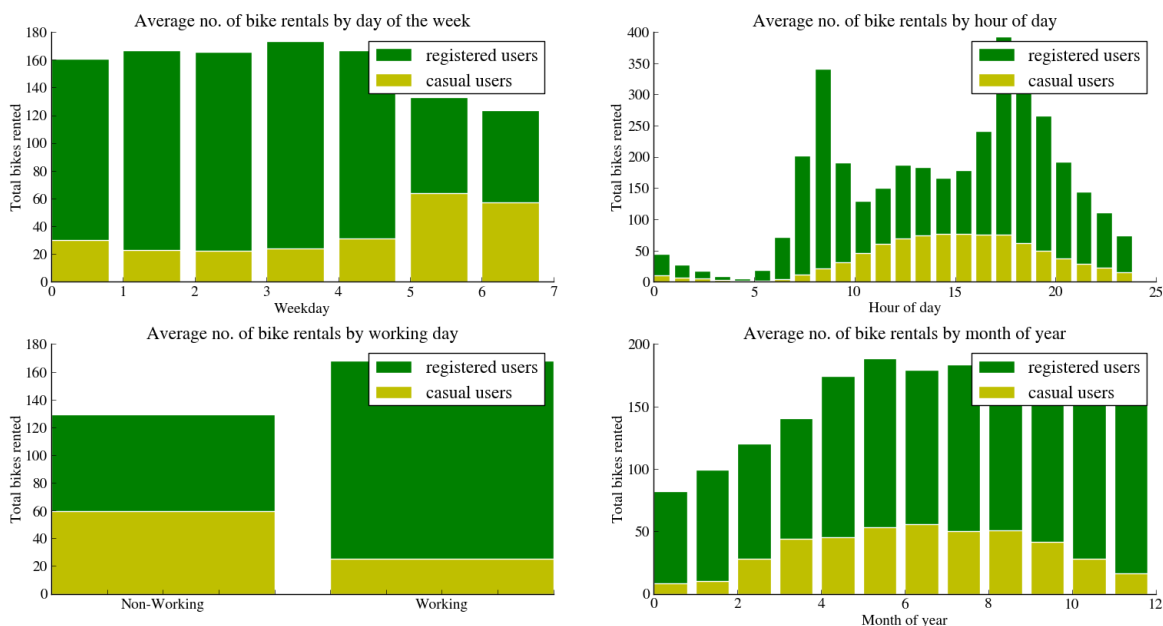 Average no. of bike rentals by day of the week
Total bikes rented
180
160
140
120
100
80
60
40
20
0
registered users
casual users
0 1 2 3 4 5 6 7
Weekday
Average no. of bike rentals by hour of day
Total bikes rented
400
350
300
250
200
150
100
50
0
registered users
casual users
0 5 10 15 20 25
Hour of day
Average no. of bike rentals by working day
Total bikes rented
180
160
140
120
100
80
60
40
20
0
registered users
casual users
Non-Working Working
Average no. of bike rentals by month of year
Total bikes rented
200
150
100
50
0
registered users
casual users
0 2 4 6 8 10 12
Month of year